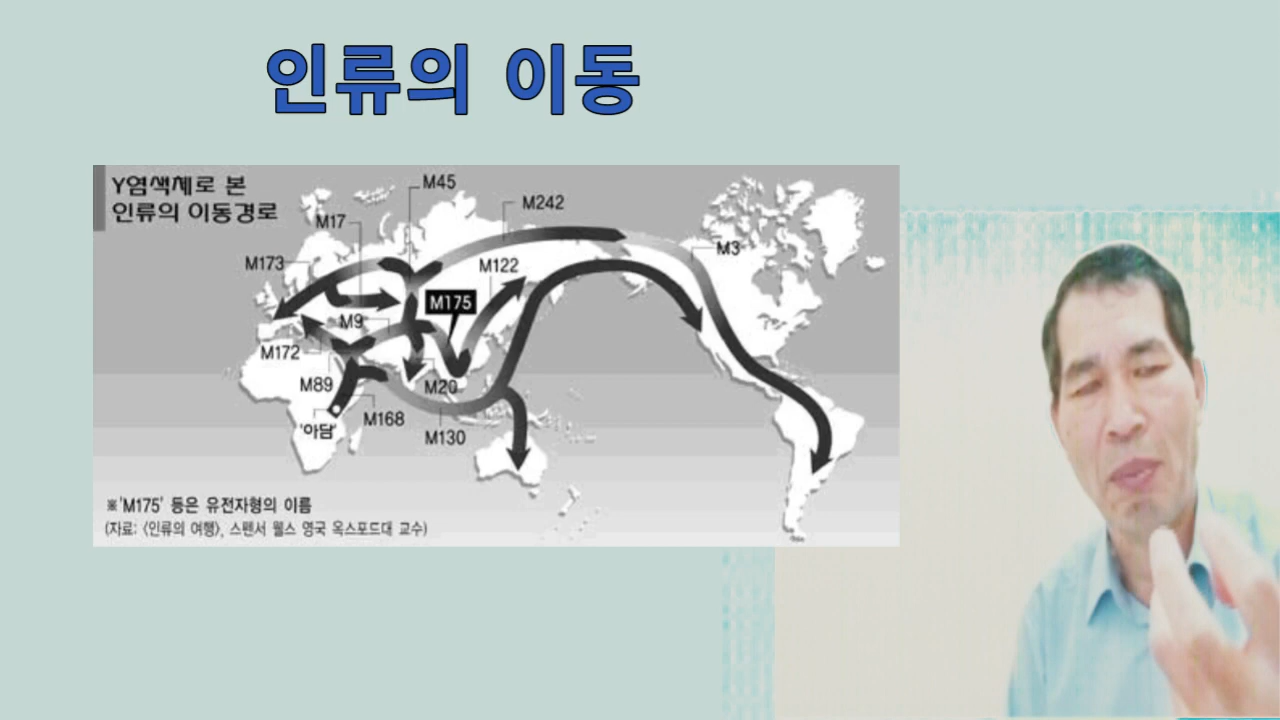 인류의 이동
Y염색체로 본
인류의 이동경로
M45
M242
M17
M3
M173
M122
M175
M9
M172
M89
M20
M168
'아담'
M130
※'M175' 등은 유전자형의 이름
(자료: 〈인류의 여행〉, 스펜서 웰스 영국 옥스포드대 교수)